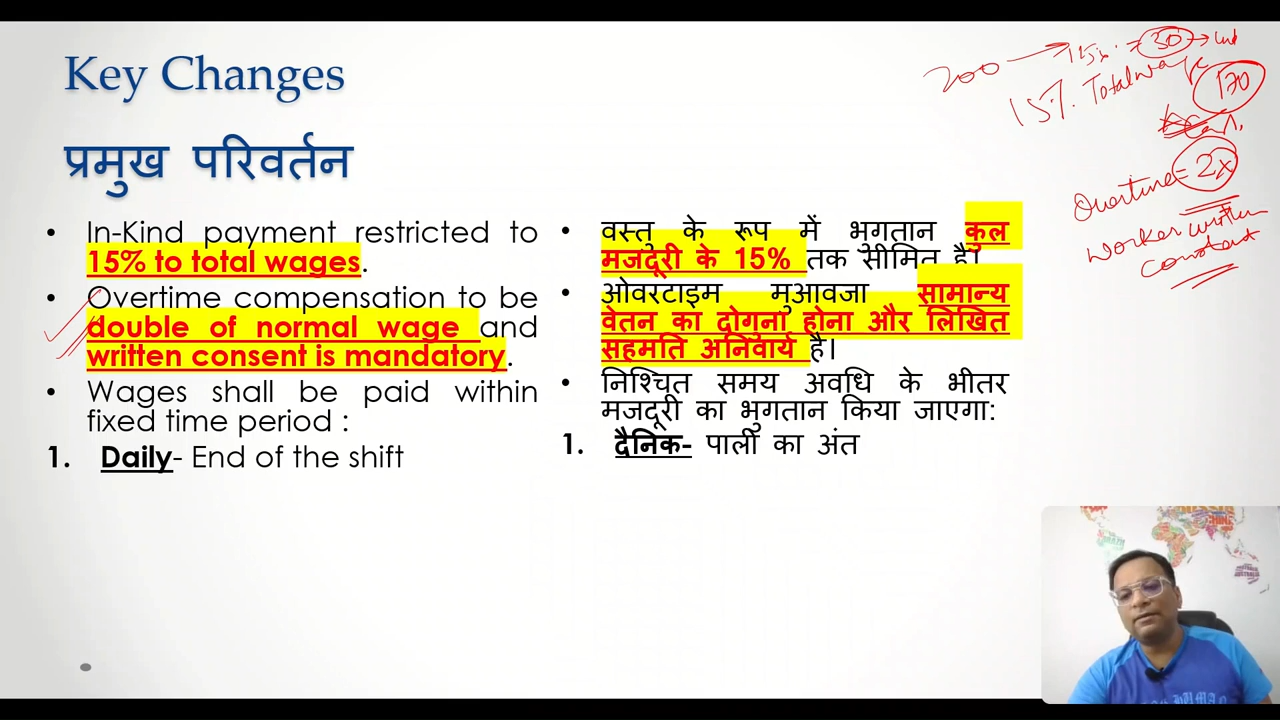 Key Changes
प्रमुख परिवर्तन
• In-Kind payment restricted to
15% to total wages.
• Overtime compensation to be
double of normal wage and
written consent is mandatory.
• Wages shall be paid within
fixed time period :
1. Daily- End of the shift
• वस्तु के रूप में भुगतान कुल
मजदूरी के 15% तक सीमित है।
• ओवरटाइम मुआवजा सामान्य
वेतन का दोगुना होना और लिखित
सहमति अनिवार्य है।
• निश्चित समय अवधि के भीतर
मजदूरी का भुगतान किया जाएगा:
1. दैनिक- पाली का अंत
200 15%. = 30
15%. Total wage
170
Overtime = 2x
Worker written